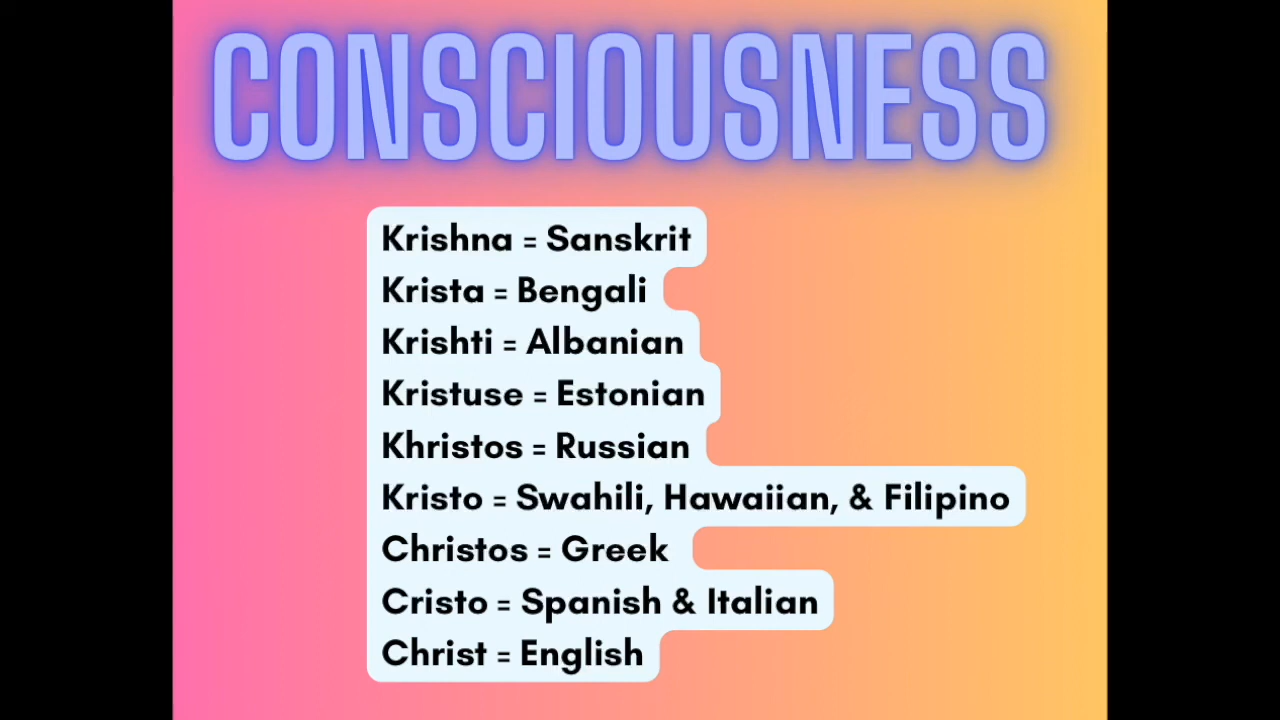 CONSCIOUSNESS
Krishna = Sanskrit
Krista = Bengali
Krishti = Albanian
Kristuse = Estonian
Khristos = Russian
Kristo = Swahili, Hawaiian, & Filipino
Christos = Greek
Cristo = Spanish & Italian
Christ = English